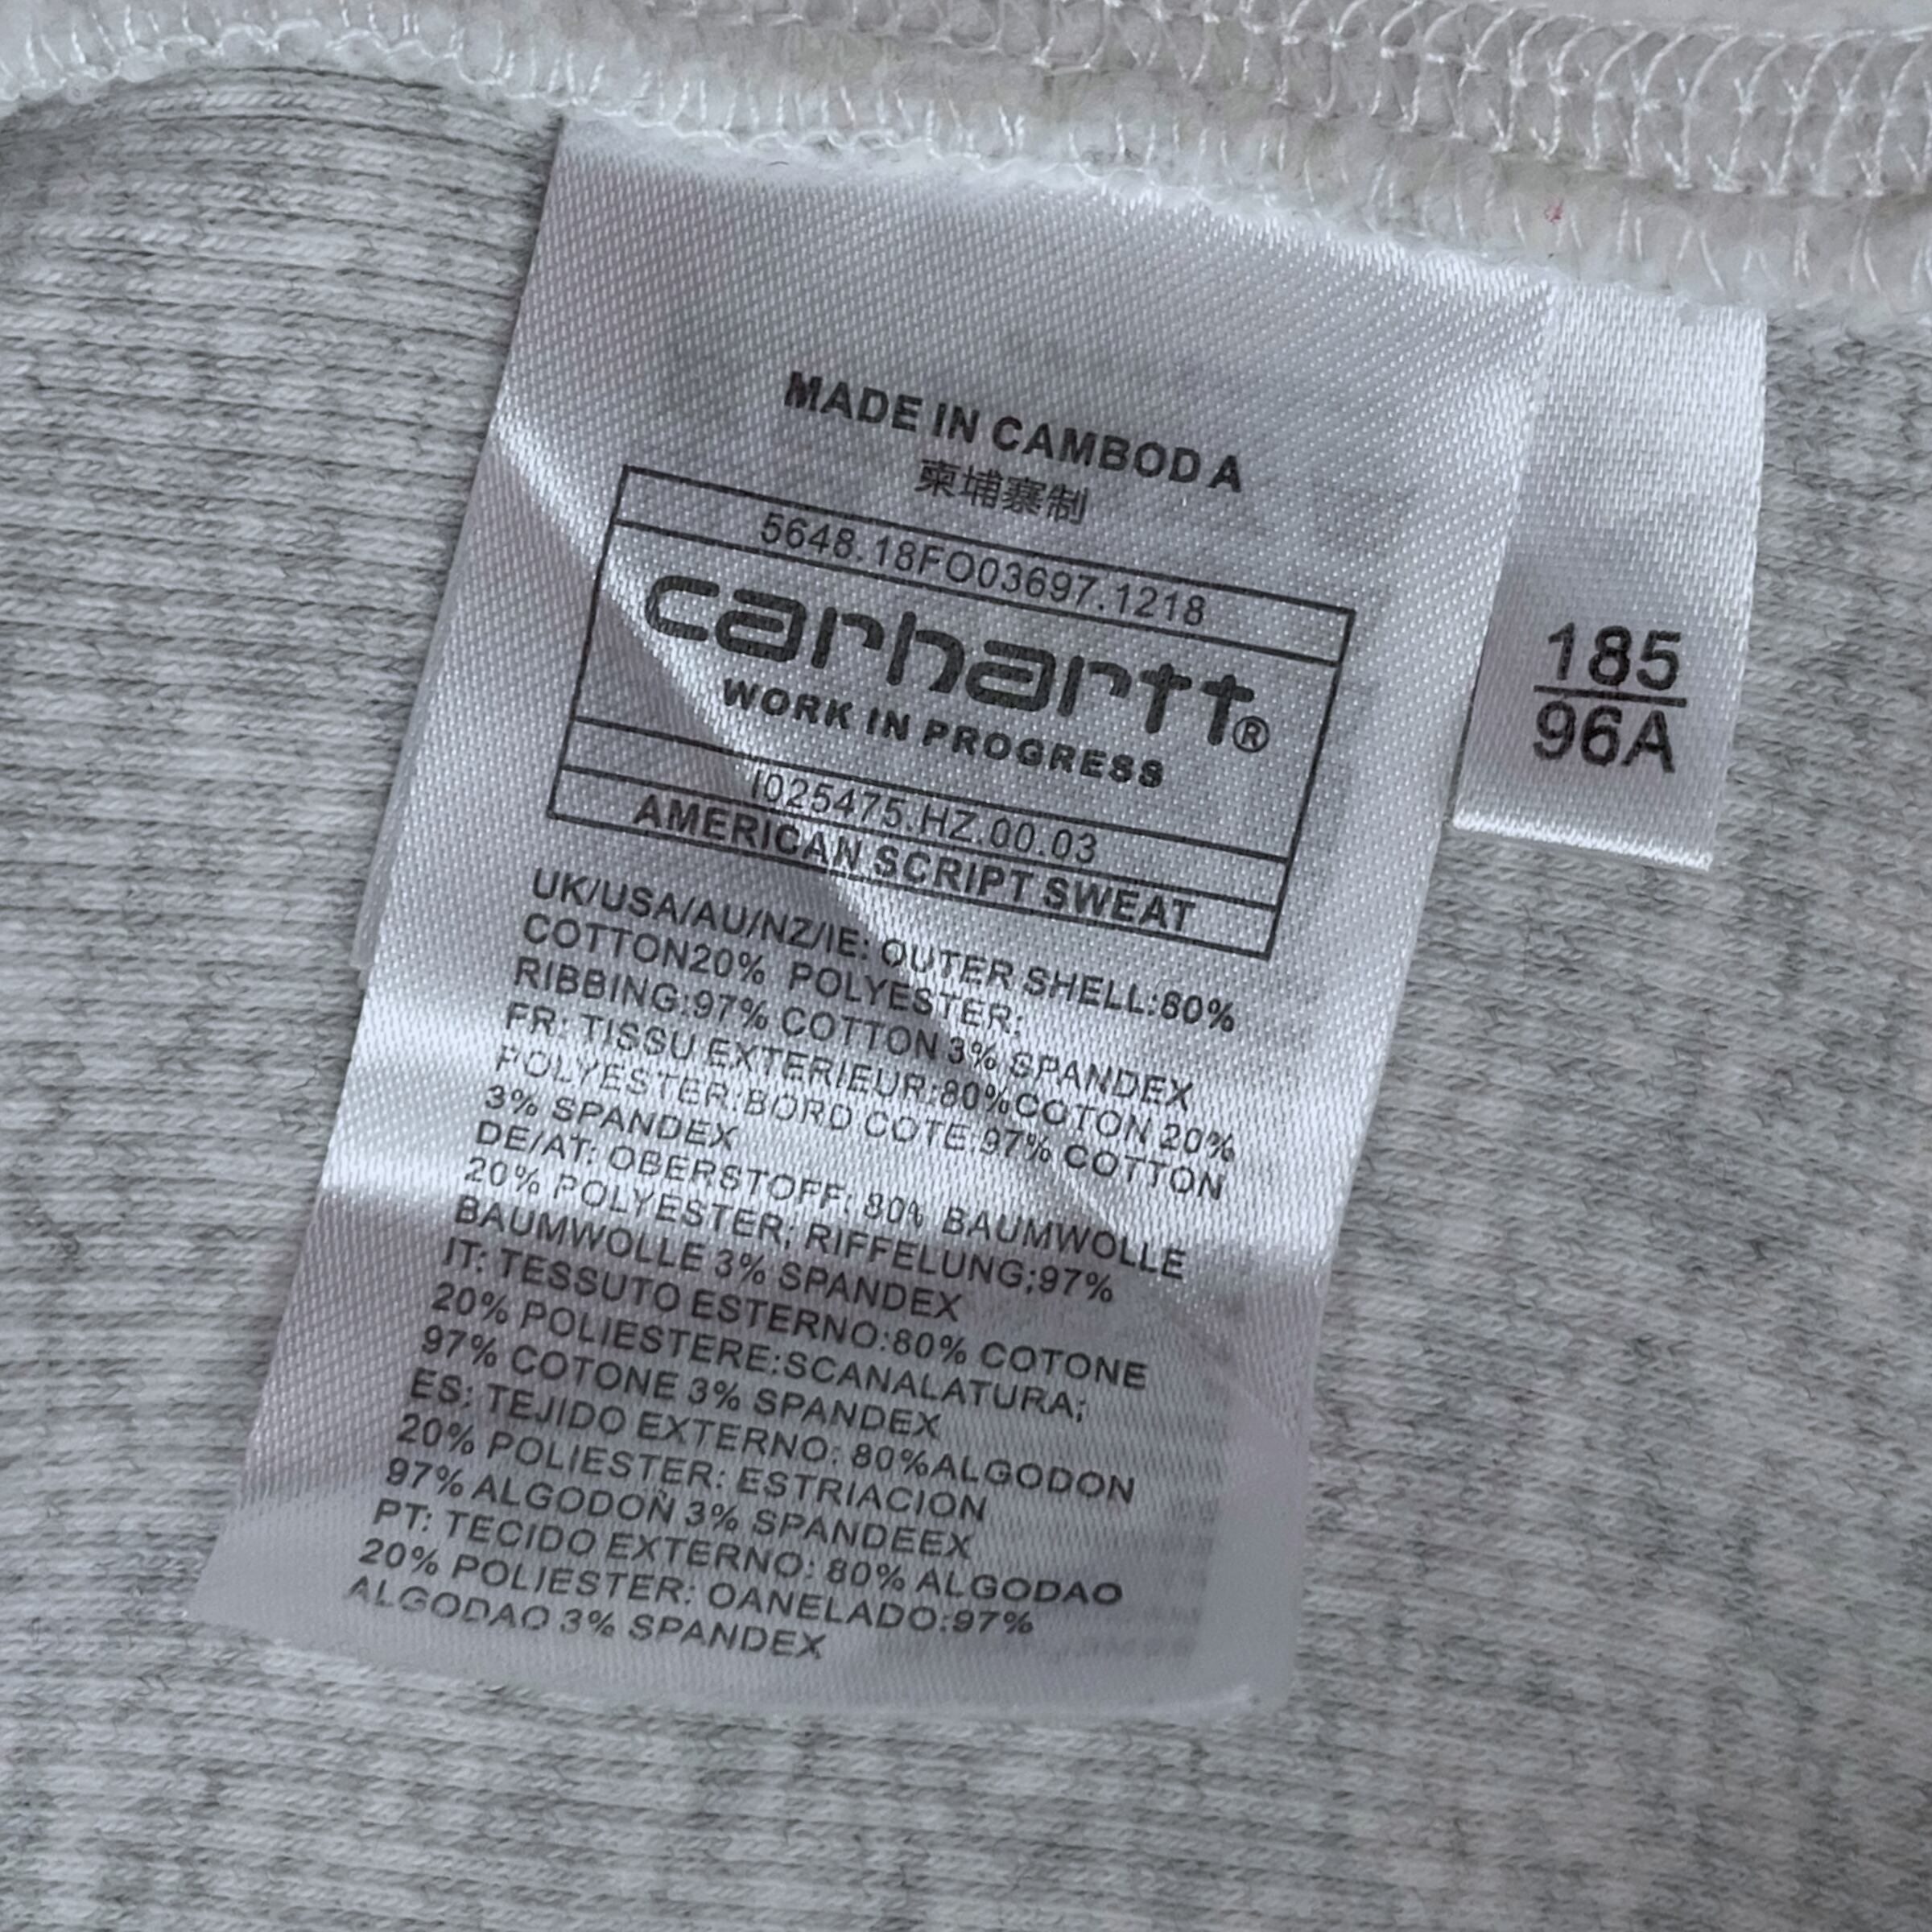 MADE IN CAMBOD A
柬埔寨制
5648.18FO03697.1218
carhartt®
WORK IN PROGRESS
I025475.HZ.00.03
AMERICAN SCRIPT SWEAT
UK/USA/AU/NZ/IE: OUTER SHELL:80%
COTTON20% POLYESTER;
RIBBING:97% COTTON 3% SPANDEX
FR: TISSU EXTERIEUR:80%COTON 20%
POLYESTER:BORD COTE:97% COTTON
3% SPANDEX
DE/AT: OBERSTOFF: 80% BAUMWOLLE
20% POLYESTER; RIFFELUNG;97%
BAUMWOLLE 3% SPANDEX
IT: TESSUTO ESTERNO:80% COTONE
20% POLIESTERE:SCANALATURA;
97% COTONE 3% SPANDEX
ES: TEJIDO EXTERNO: 80%ALGODON
20% POLIESTER: ESTRIACION
97% ALGODOǸ 3% SPANDEEX
PT: TECIDO EXTERNO: 80% ALGODAO
20% POLIESTER: OANELADO:97%
ALGODAO 3% SPANDEX
185
96A